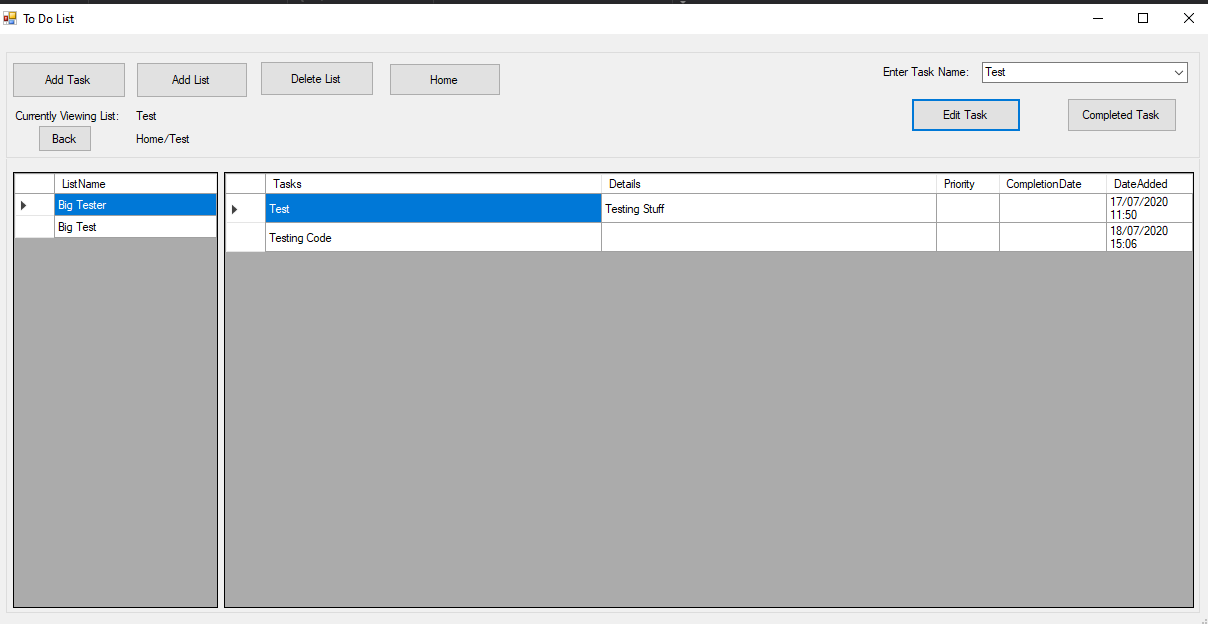 To Do List
Add Task
Add List
Delete List
Home
Enter Task Name:
Test
Currently Viewing List:
Test
Edit Task
Completed Task
Back
Home/Test
ListName
Big Tester
Big Test
Tasks
Details
Priority
CompletionDate
DateAdded
Test
Testing Stuff
17/07/2020
11:50
Testing Code
18/07/2020
15:06